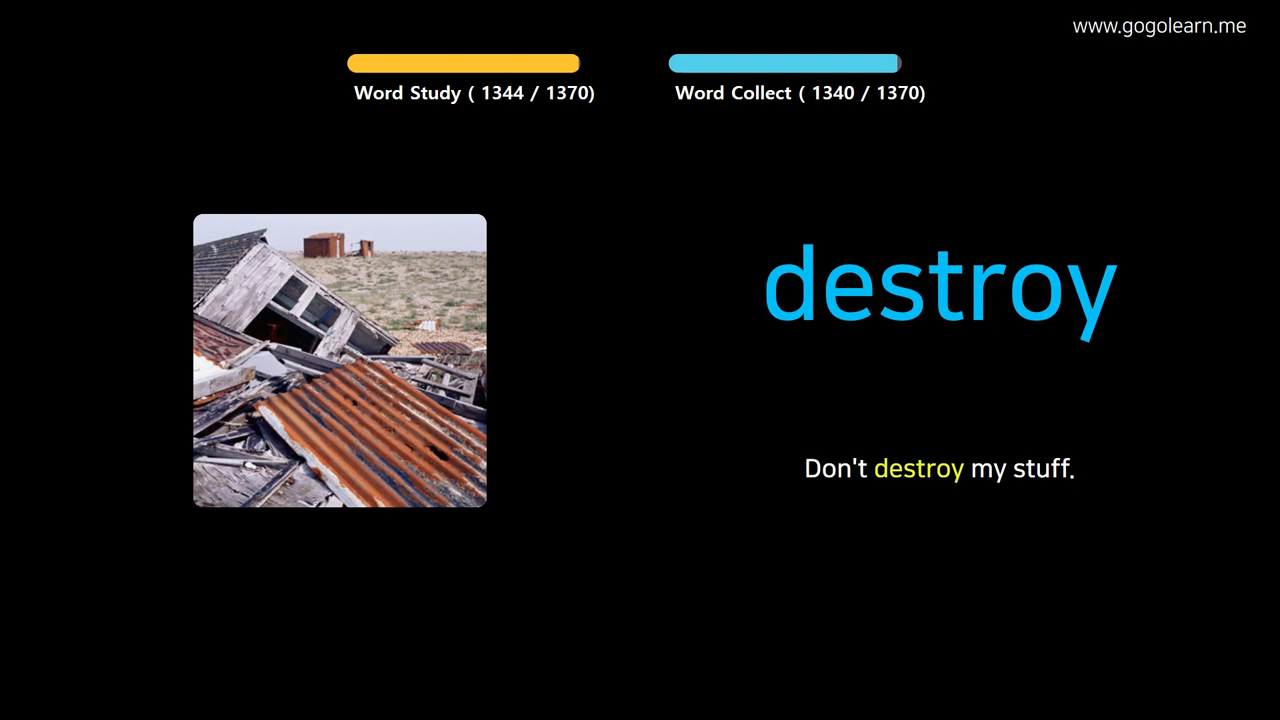 www.gogolearn.me
Word Study ( 1344 / 1370)
Word Collect ( 1340 / 1370)
destroy
Don't destroy my stuff.